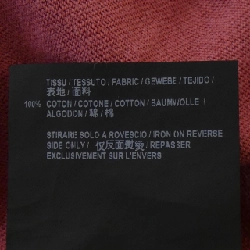 TISSU / TESSUTO / FABRIC / GEWEBE / TEJIDO /
表地 / 面料
100% COTON / COTONE / COTTON / BAUMWOLLE /
ALGODON / 綿 / 棉
STIRARE SOLO A ROVESCIO / IRON ON REVERSE
SIDE ONLY / 仅反面熨烫 / REPASSER
EXCLUSIVEMENT SUR L'ENVERS